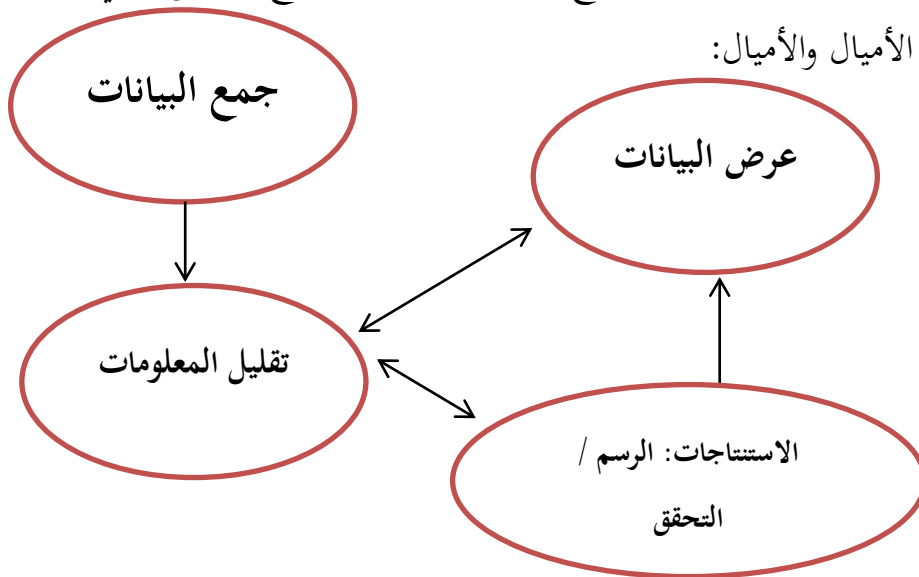 الأميال والأميال:
جمع البيانات
عرض البيانات
تقليل المعلومات
الاستنتاجات: الرسم /
التحقق